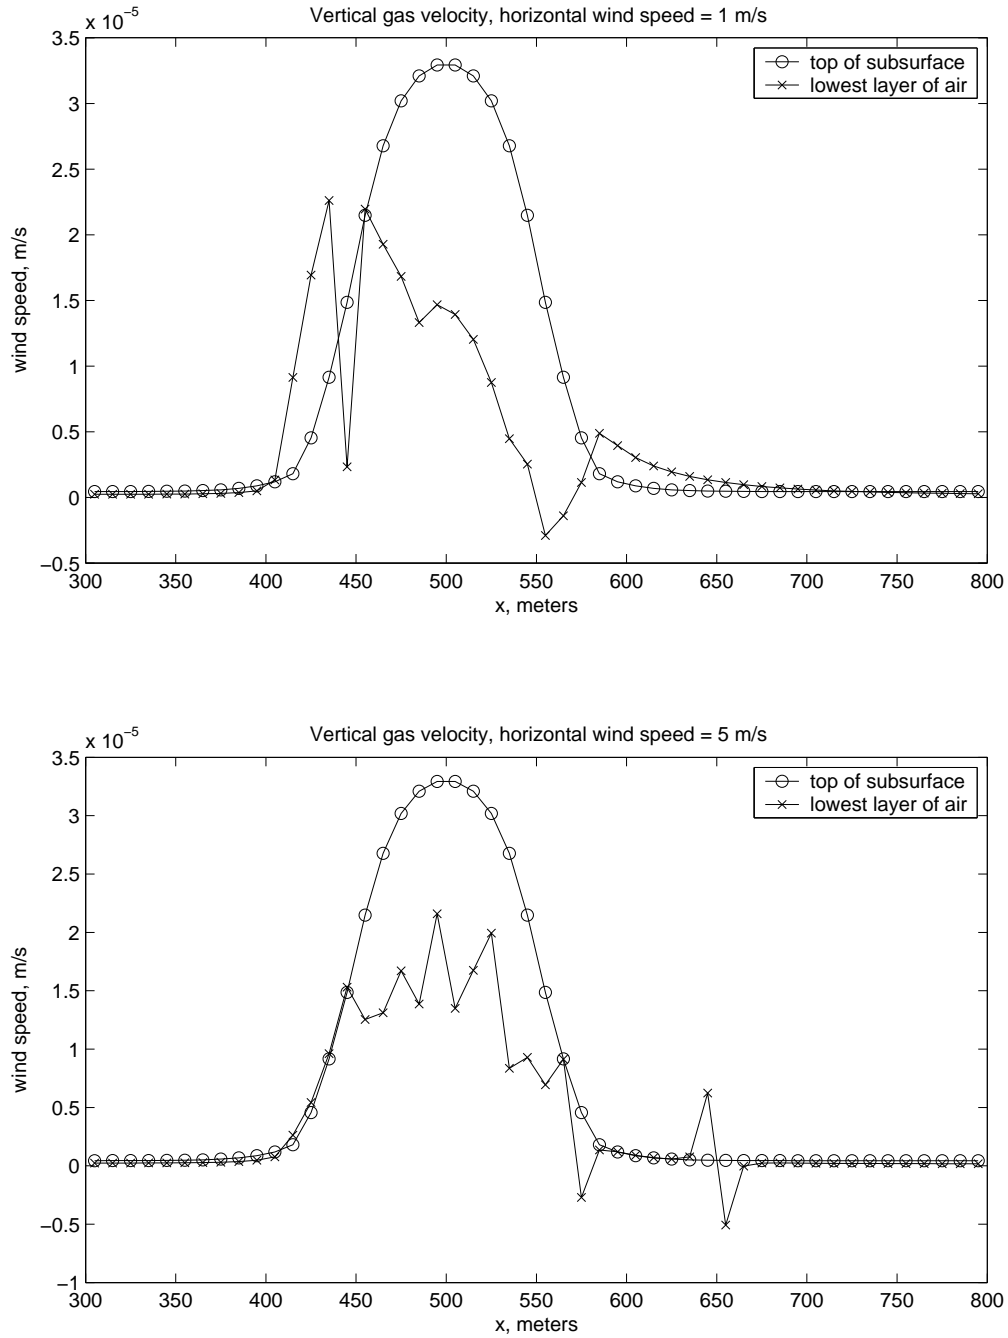 Vertical gas velocity, horizontal wind speed = 1 m/s
x 10−5
3.5
3
2.5
2
1.5
1
0.5
0
−0.5
wind speed, m/s
top of subsurface
lowest layer of air
300 350 400 450 500 550 600 650 700 750 800
x, meters
Vertical gas velocity, horizontal wind speed = 5 m/s
x 10−5
3.5
3
2.5
2
1.5
1
0.5
0
−0.5
−1
wind speed, m/s
top of subsurface
lowest layer of air
300 350 400 450 500 550 600 650 700 750 800
x, meters